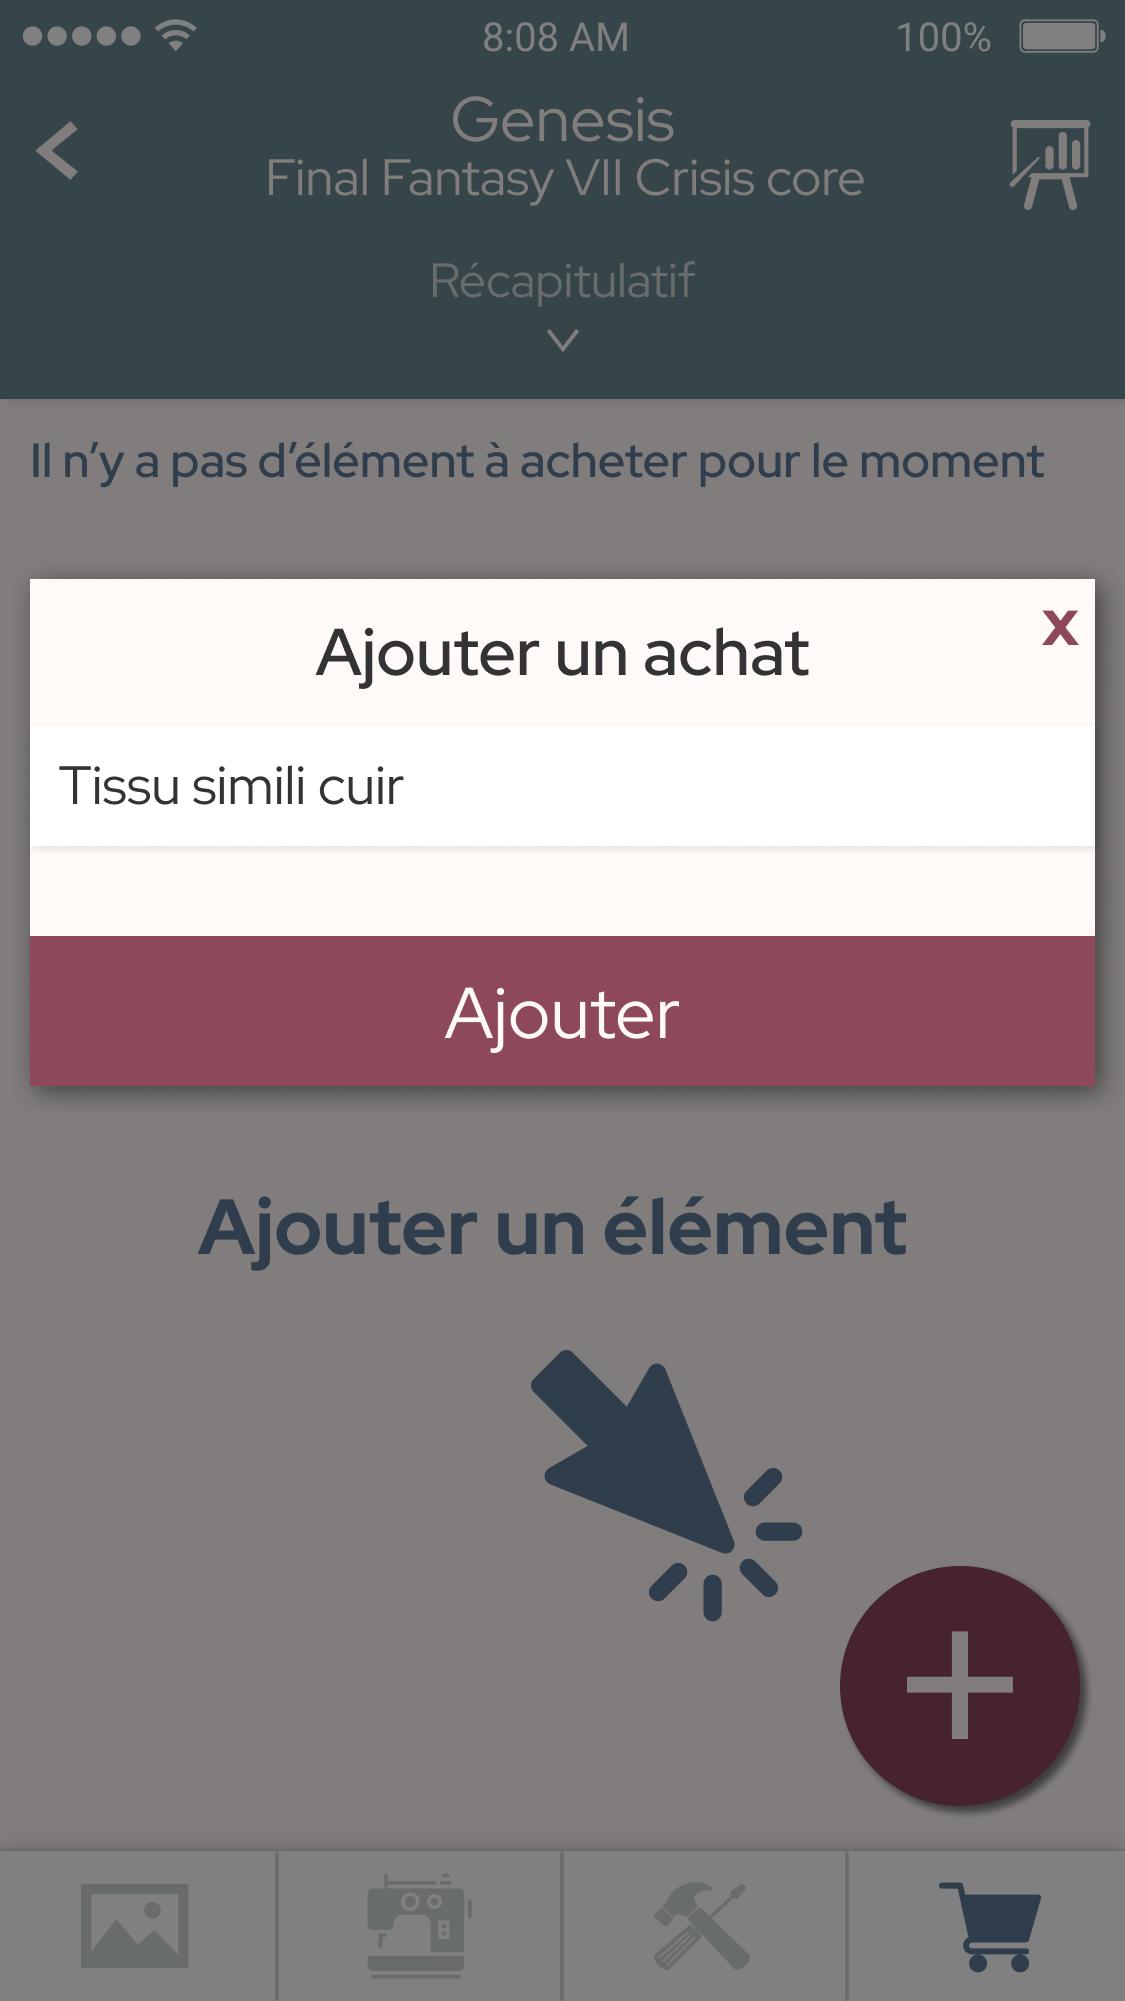 8:08 AM
100%
Genesis
Final Fantasy VII Crisis core
Récapitulatif
Il n’y a pas d’élément à acheter pour le moment
Ajouter un achat
x
Tissu simili cuir
Ajouter
Ajouter un élément